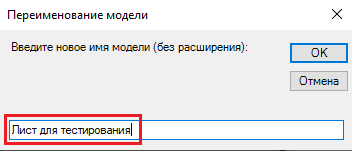 Переименование модели
Введите новое имя модели (без расширения):
OK
Отмена
Лист для тестирования